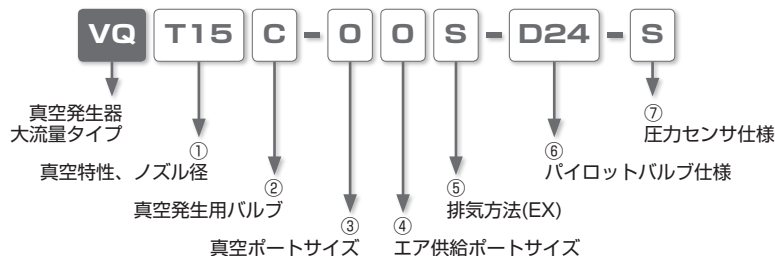 VQ T15 C - 0 0 S - D24 - S
真空発生器
大流量タイプ
①
真空特性、ノズル径
②
真空発生用バルブ
③
真空ポートサイズ
④
エア供給ポートサイズ
⑤
排気方法(EX)
⑥
パイロットバルブ仕様
⑦
圧力センサ仕様